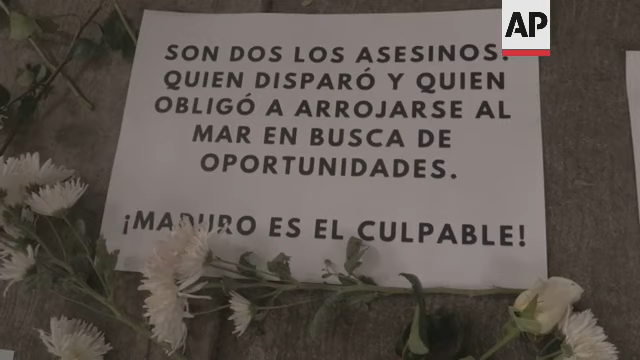 AP
SON DOS LOS ASESINOS:
QUIEN DISPARÓ Y QUIEN
OBLIGÓ A ARROJARSE AL
MAR EN BUSCA DE
OPORTUNIDADES.
¡MADURO ES EL CULPABLE!